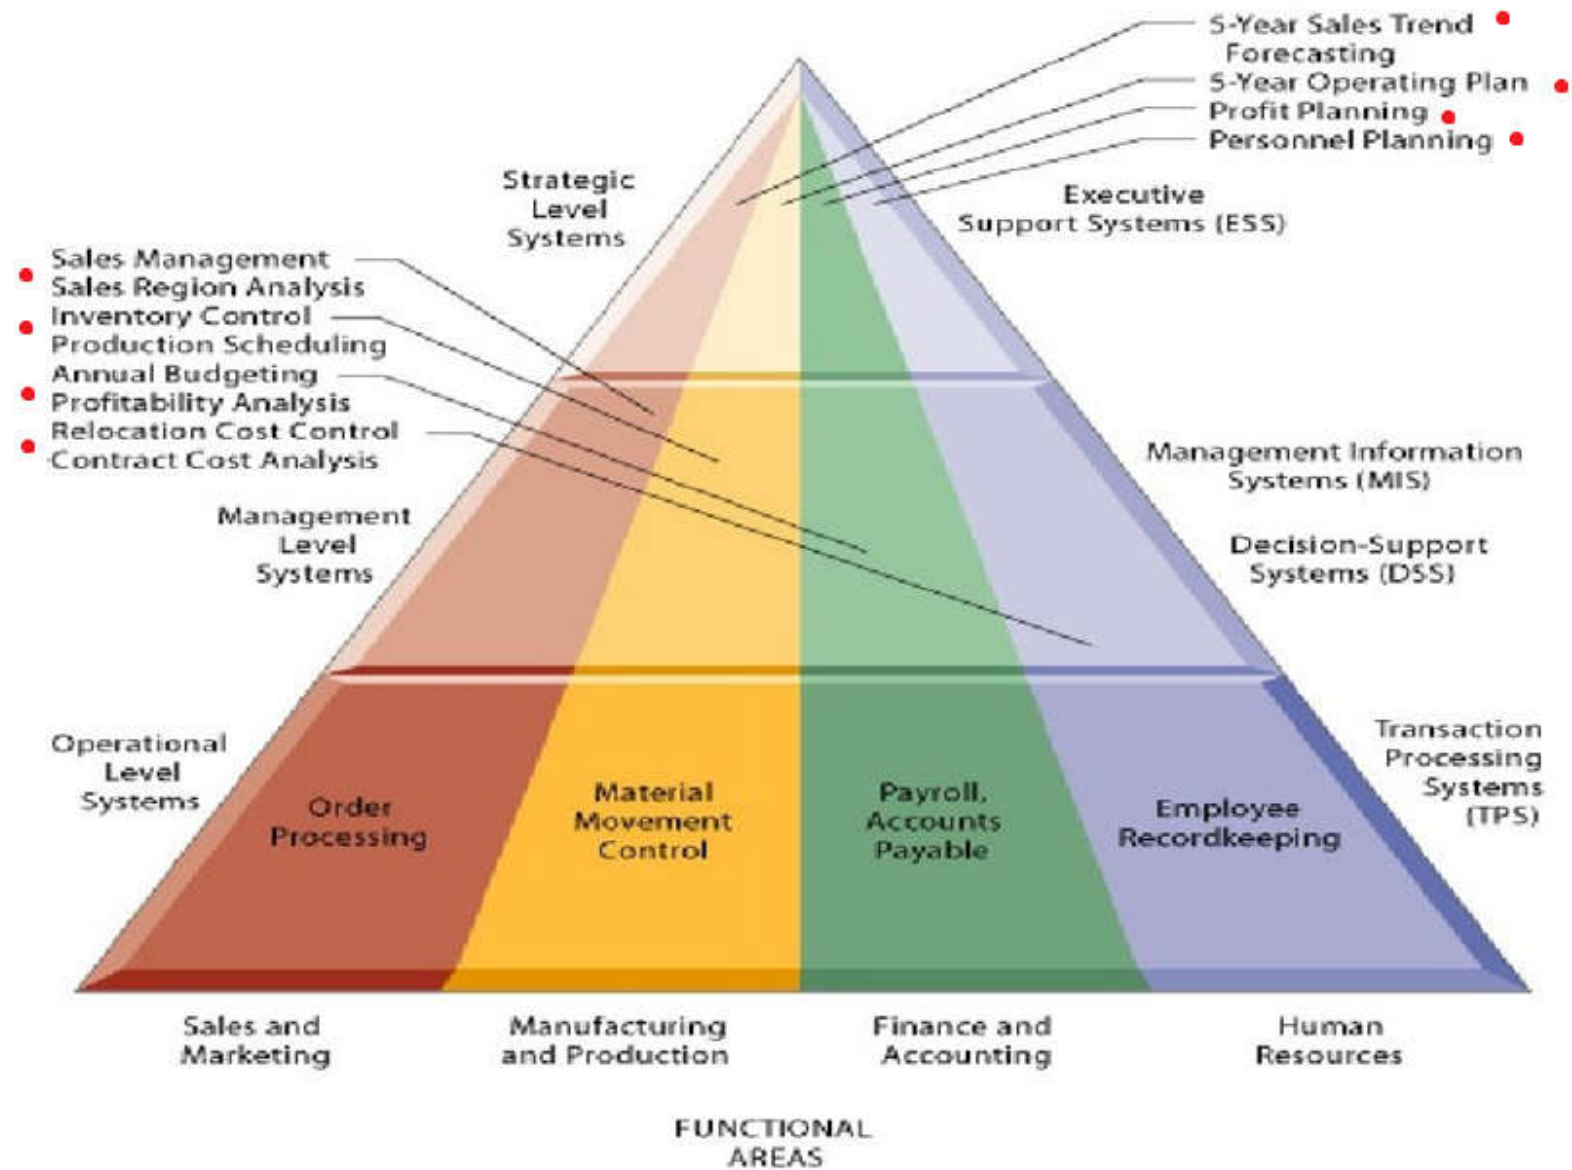 5-Year Sales Trend
Forecasting
5-Year Operating Plan
Profit Planning
Personnel Planning
Strategic
Level
Systems
Executive
Support Systems (ESS)
Sales Management
Sales Region Analysis
Inventory Control
Production Scheduling
Annual Budgeting
Profitability Analysis
Relocation Cost Control
Contract Cost Analysis
Management Information
Systems (MIS)
Management
Level
Systems
Decision-Support
Systems (DSS)
Operational
Level
Systems
Order
Processing
Material
Movement
Control
Payroll,
Accounts
Payable
Employee
Recordkeeping
Transaction
Processing
Systems
(TPS)
Sales and
Marketing
Manufacturing
and Production
Finance and
Accounting
Human
Resources
FUNCTIONAL
AREAS